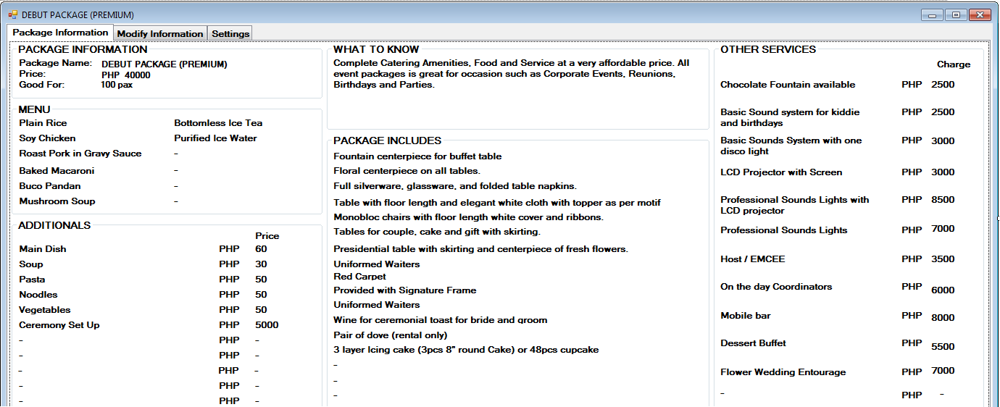 DEBUT PACKAGE (PREMIUM)
Package Information Modify Information Settings
PACKAGE INFORMATION
Package Name: DEBUT PACKAGE (PREMIUM)
Price: PHP 40000
Good For: 100 pax
MENU
Plain Rice Bottomless Ice Tea
Soy Chicken Purified Ice Water
Roast Pork in Gravy Sauce -
Baked Macaroni -
Buco Pandan -
Mushroom Soup -
ADDITIONALS
Price
Main Dish PHP 60
Soup PHP 30
Pasta PHP 50
Noodles PHP 50
Vegetables PHP 50
Ceremony Set Up PHP 5000
- PHP -
- PHP -
- PHP -
- PHP -
- PHP -
WHAT TO KNOW
Complete Catering Amenities, Food and Service at a very affordable price. All
event packages is great for occasion such as Corporate Events, Reunions,
Birthdays and Parties.
PACKAGE INCLUDES
Fountain centerpiece for buffet table
Floral centerpiece on all tables.
Full silverware, glassware, and folded table napkins.
Table with floor length and elegant white cloth with topper as per motif
Monobloc chairs with floor length white cover and ribbons.
Tables for couple, cake and gift with skirting.
Presidential table with skirting and centerpiece of fresh flowers.
Uniformed Waiters
Red Carpet
Provided with Signature Frame
Uniformed Waiters
Wine for ceremonial toast for bride and groom
Pair of dove (rental only)
3 layer Icing cake (3pcs 8" round Cake) or 48pcs cupcake
-
-
-
OTHER SERVICES
Charge
Chocolate Fountain available PHP 2500
Basic Sound system for kiddie PHP 2500
and birthdays
Basic Sounds System with one PHP 3000
disco light
LCD Projector with Screen PHP 3000
Professional Sounds Lights with PHP 8500
LCD projector
Professional Sounds Lights PHP 7000
Host / EMCEE PHP 3500
On the day Coordinators PHP 6000
Mobile bar PHP 8000
Dessert Buffet PHP 5500
Flower Wedding Entourage PHP 7000
- PHP -